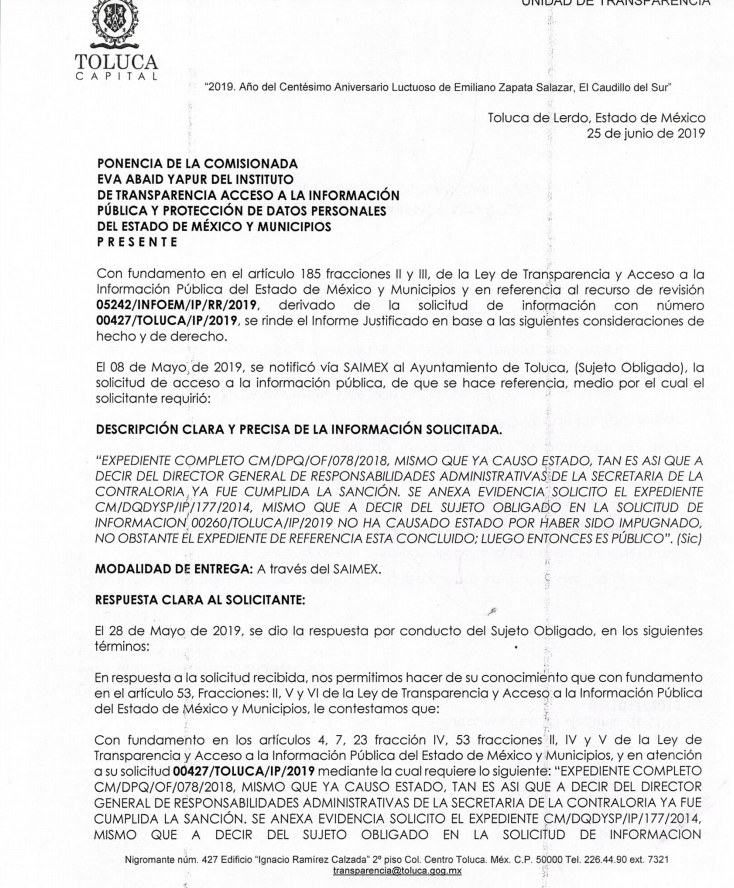 UNIDAD DE TRANSPARENCIA
TOLUCA
CAPITAL
"2019. Año del Centésimo Aniversario Luctuoso de Emiliano Zapata Salazar, El Caudillo del Sur"
Toluca de Lerdo, Estado de México
25 de junio de 2019
PONENCIA DE LA COMISIONADA
EVA ABAID YAPUR DEL INSTITUTO
DE TRANSPARENCIA ACCESO A LA INFORMACIÓN
PÚBLICA Y PROTECCIÓN DE DATOS PERSONALES
DEL ESTADO DE MÉXICO Y MUNICIPIOS
P R E S E N T E
Con fundamento en el artículo 185 fracciones II y III, de la Ley de Transparencia y Acceso a la
Información Pública del Estado de México y Municipios y en referencia al recurso de revisión
05242/INFOEM/IP/RR/2019, derivado de la solicitud de información con número
00427/TOLUCA/IP/2019, se rinde el Informe Justificado en base a las siguientes consideraciones de
hecho y de derecho.
El 08 de Mayo de 2019, se notificó vía SAIMEX al Ayuntamiento de Toluca, (Sujeto Obligado), la
solicitud de acceso a la información pública, de que se hace referencia, medio por el cual el
solicitante requirió:
DESCRIPCIÓN CLARA Y PRECISA DE LA INFORMACIÓN SOLICITADA.
"EXPEDIENTE COMPLETO CM/DPQ/OF/078/2018, MISMO QUE YA CAUSO ESTADO, TAN ES ASI QUE A
DECIR DEL DIRECTOR GENERAL DE RESPONSABILIDADES ADMINISTRATIVAS DE LA SECRETARIA DE LA
CONTRALORIA YA FUE CUMPLIDA LA SANCIÓN. SE ANEXA EVIDENCIA SOLICITO EL EXPEDIENTE
CM/DQDYSP/IP/177/2014, MISMO QUE A DECIR DEL SUJETO OBLIGADO EN LA SOLICITUD DE
INFORMACION 00260/TOLUCA/IP/2019 NO HA CAUSADO ESTADO POR HABER SIDO IMPUGNADO,
NO OBSTANTE EL EXPEDIENTE DE REFERENCIA ESTA CONCLUIDO; LUEGO ENTONCES ES PÚBLICO". (Sic)
MODALIDAD DE ENTREGA: A través del SAIMEX.
RESPUESTA CLARA AL SOLICITANTE:
El 28 de Mayo de 2019, se dio la respuesta por conducto del Sujeto Obligado, en los siguientes
términos:
En respuesta a la solicitud recibida, nos permitimos hacer de su conocimiento que con fundamento
en el artículo 53, Fracciones: II, V y VI de la Ley de Transparencia y Acceso a la Información Pública
del Estado de México y Municipios, le contestamos que:
Con fundamento en los artículos 4, 7, 23 fracción IV, 53 fracciones II, IV y V de la Ley de
Transparencia y Acceso a la Información Pública del Estado de México y Municipios, y en atención
a su solicitud 00427/TOLUCA/IP/2019 mediante la cual requiere lo siguiente: "EXPEDIENTE COMPLETO
CM/DPQ/OF/078/2018, MISMO QUE YA CAUSO ESTADO, TAN ES ASI QUE A DECIR DEL DIRECTOR
GENERAL DE RESPONSABILIDADES ADMINISTRATIVAS DE LA SECRETARIA DE LA CONTRALORIA YA FUE
CUMPLIDA LA SANCIÓN. SE ANEXA EVIDENCIA SOLICITO EL EXPEDIENTE CM/DQDYSP/IP/177/2014,
MISMO QUE A DECIR DEL SUJETO OBLIGADO EN LA SOLICITUD DE INFORMACION
Nigromante núm. 427 Edificio "Ignacio Ramírez Calzada" 2º piso Col. Centro Toluca. Méx. C.P. 50000 Tel. 226.44.90 ext. 7321
transparencia@toluca.gog.mx